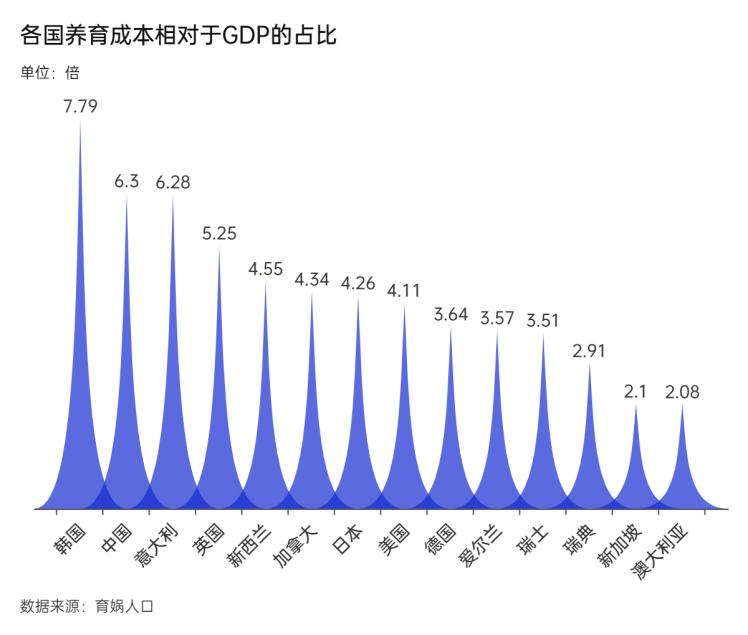 各国养育成本相对于GDP的占比
单位：倍
7.79
6.3
6.28
5.25
4.55
4.34
4.26
4.11
3.64
3.57
3.51
2.91
2.1
2.08
韩国
中国
意大利
英国
新西兰
加拿大
日本
美国
德国
爱尔兰
瑞士
瑞典
新加坡
澳大利亚
数据来源：育娲人口